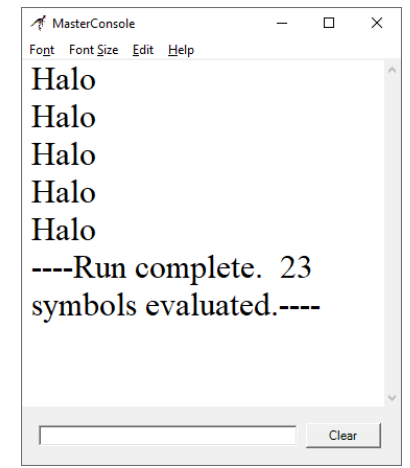 MasterConsole
Font Font Size Edit Help
Halo
Halo
Halo
Halo
Halo
----Run complete.  23
symbols evaluated.----
Clear